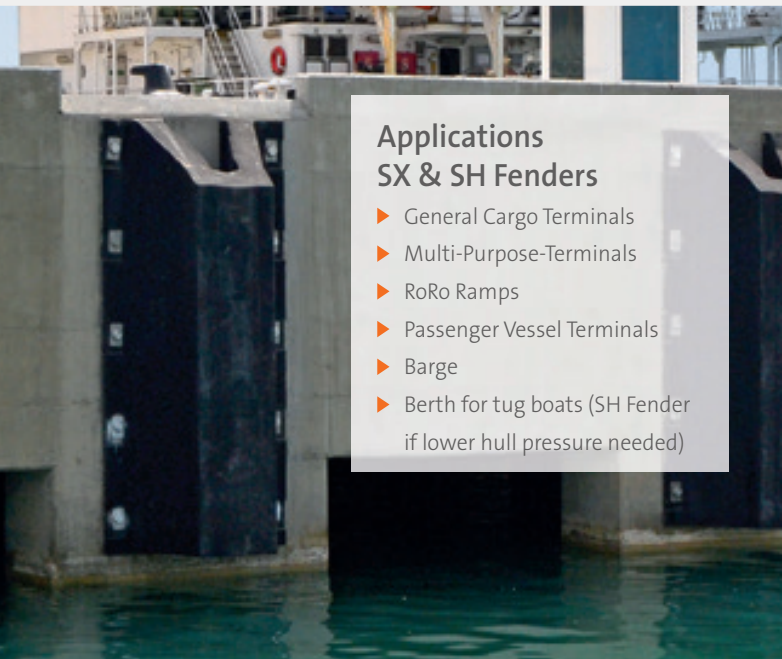 Applications
SX & SH Fenders
General Cargo Terminals
Multi-Purpose-Terminals
RoRo Ramps
Passenger Vessel Terminals
Barge
Berth for tug boats (SH Fender
if lower hull pressure needed)